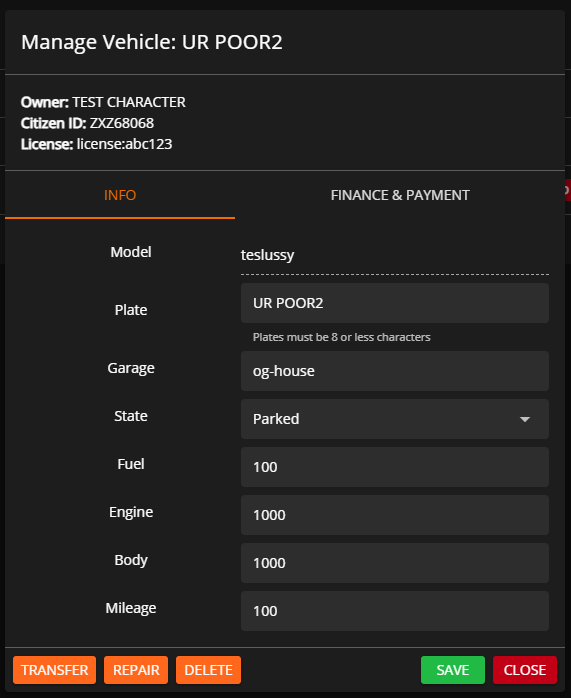 Manage Vehicle: UR POOR2
Owner: TEST CHARACTER
Citizen ID: ZXZ68068
License: license:abc123
INFO FINANCE & PAYMENT
Model teslussy
Plate UR POOR2
Plates must be 8 or less characters
Garage og-house
State Parked
Fuel 100
Engine 1000
Body 1000
Mileage 100
TRANSFER REPAIR DELETE SAVE CLOSE